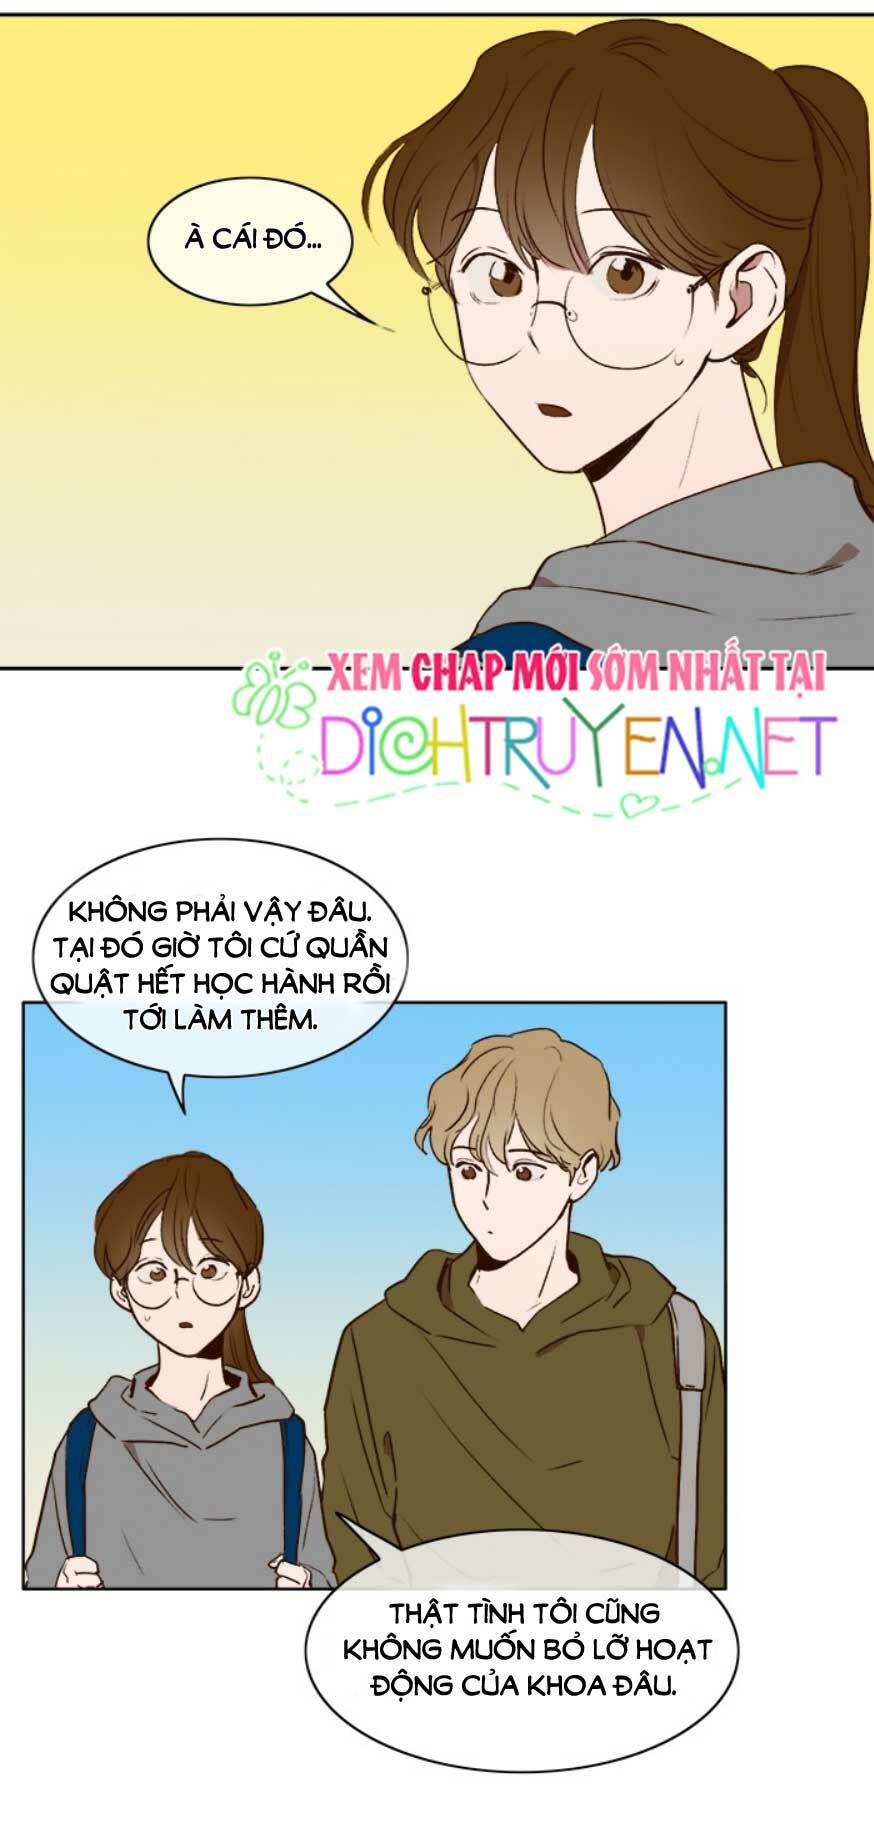 À CÁI ĐÓ...
XEM CHAP MỚI SỚM NHẤT TẠI
DICHTRUYEN.NET
KHÔNG PHẢI VẬY ĐÂU.
TẠI ĐÓ GIỜ TÔI CỨ QUẦN
QUẬT HẾT HỌC HÀNH RỒI
TỚI LÀM THÊM.
THẬT TÌNH TÔI CŨNG
KHÔNG MUỐN BỎ LỠ HOẠT
ĐỘNG CỦA KHOA ĐÂU.